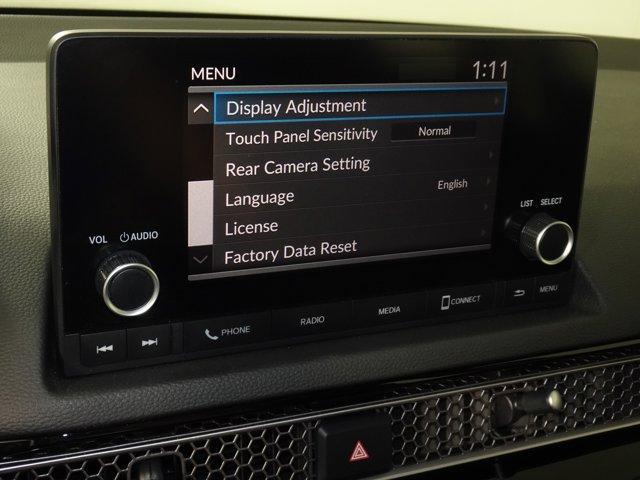 MENU 1:11
Display Adjustment
Touch Panel Sensitivity Normal
Rear Camera Setting
Language English
License
Factory Data Reset
VOL AUDIO
LIST SELECT
PHONE RADIO MEDIA CONNECT MENU